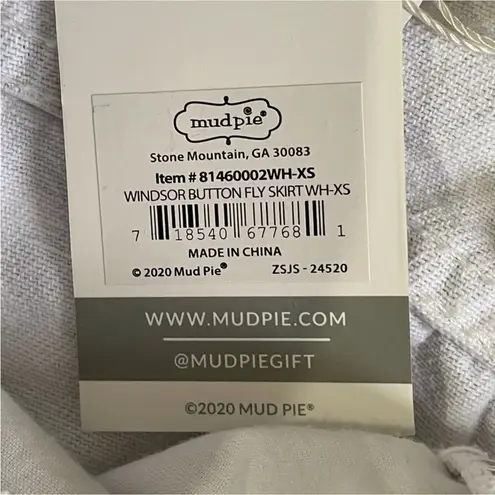 mudpie®
Stone Mountain, GA 30083
Item # 81460002WH-XS
WINDSOR BUTTON FLY SKIRT WH-XS
7 18540 67768 1
MADE IN CHINA
© 2020 Mud Pie® ZSJS - 24520
WWW.MUDPIE.COM
@MUDPIEGIFT
©2020 MUD PIE®